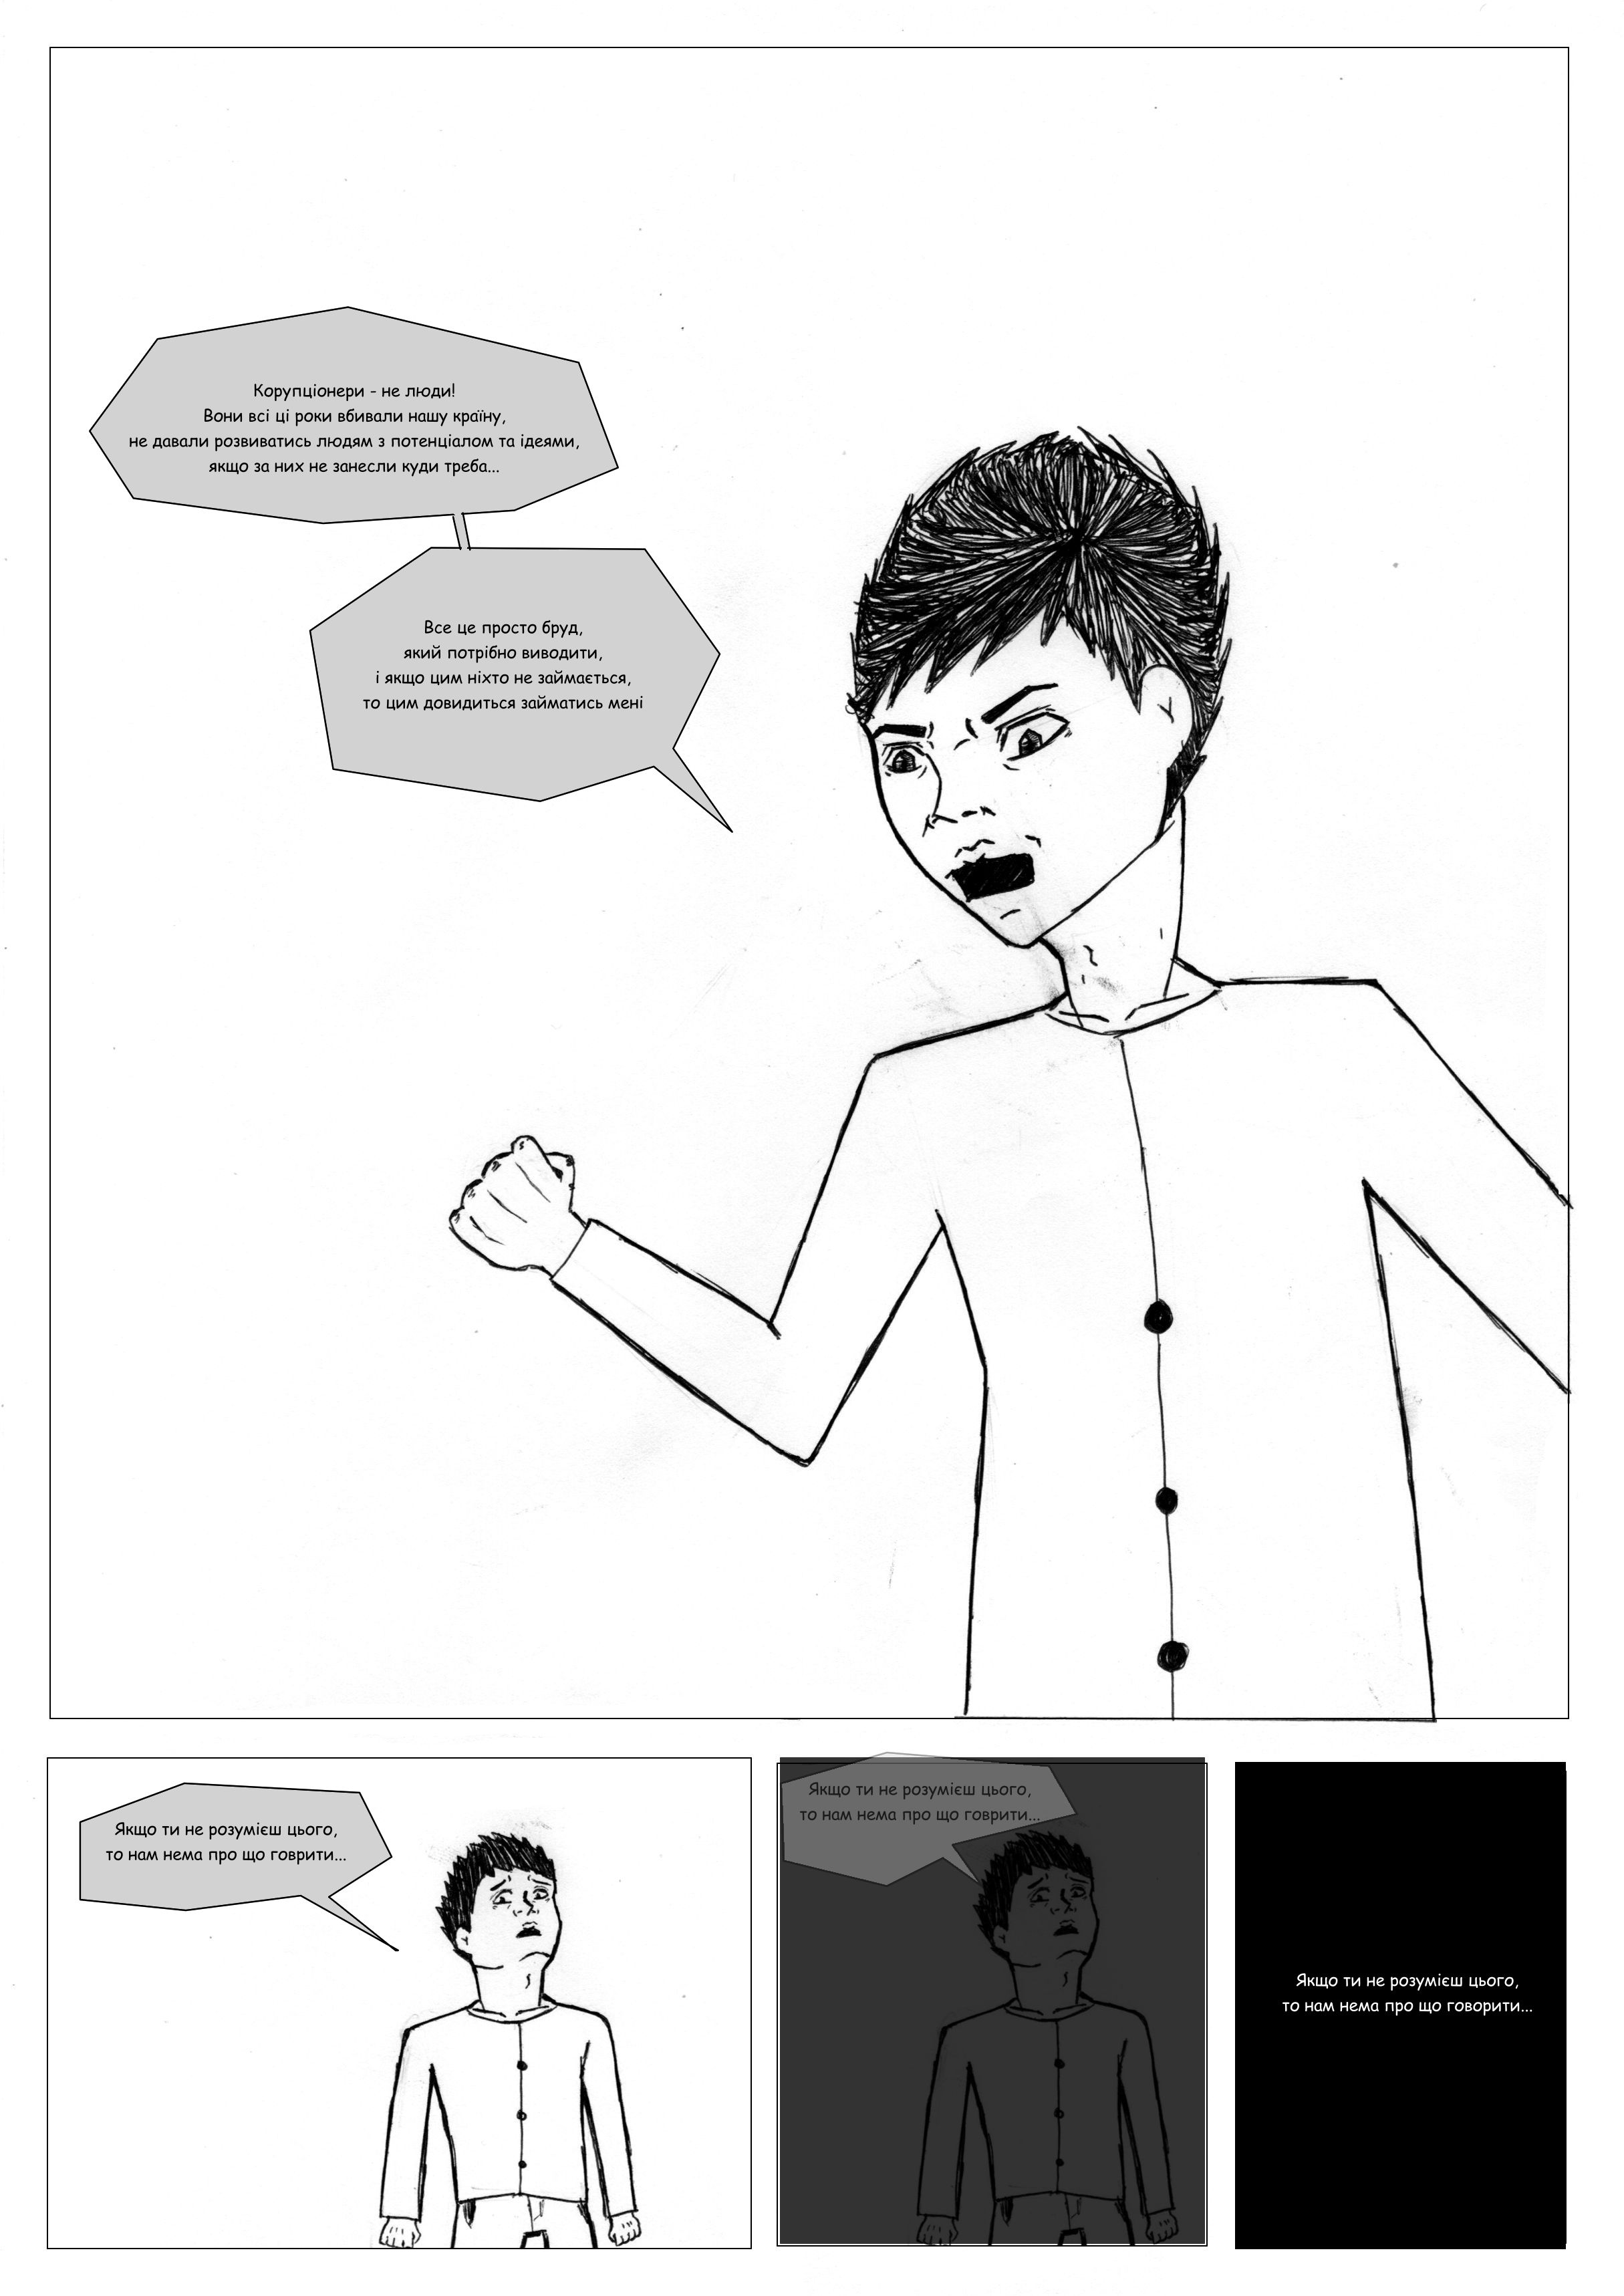 Корупціонери - не люди!
Вони всі ці роки вбивали нашу країну,
не давали розвиватись людям з потенціалом та ідеями,
якщо за них не занесли куди треба...
Все це просто бруд,
який потрібно виводити,
і якщо цим ніхто не займається,
то цим довидиться займатись мені
Якщо ти не розумієш цього,
то нам нема про що говрити...
Якщо ти не розумієш цього,
то нам нема про що говрити...
Якщо ти не розумієш цього,
то нам нема про що говорити...